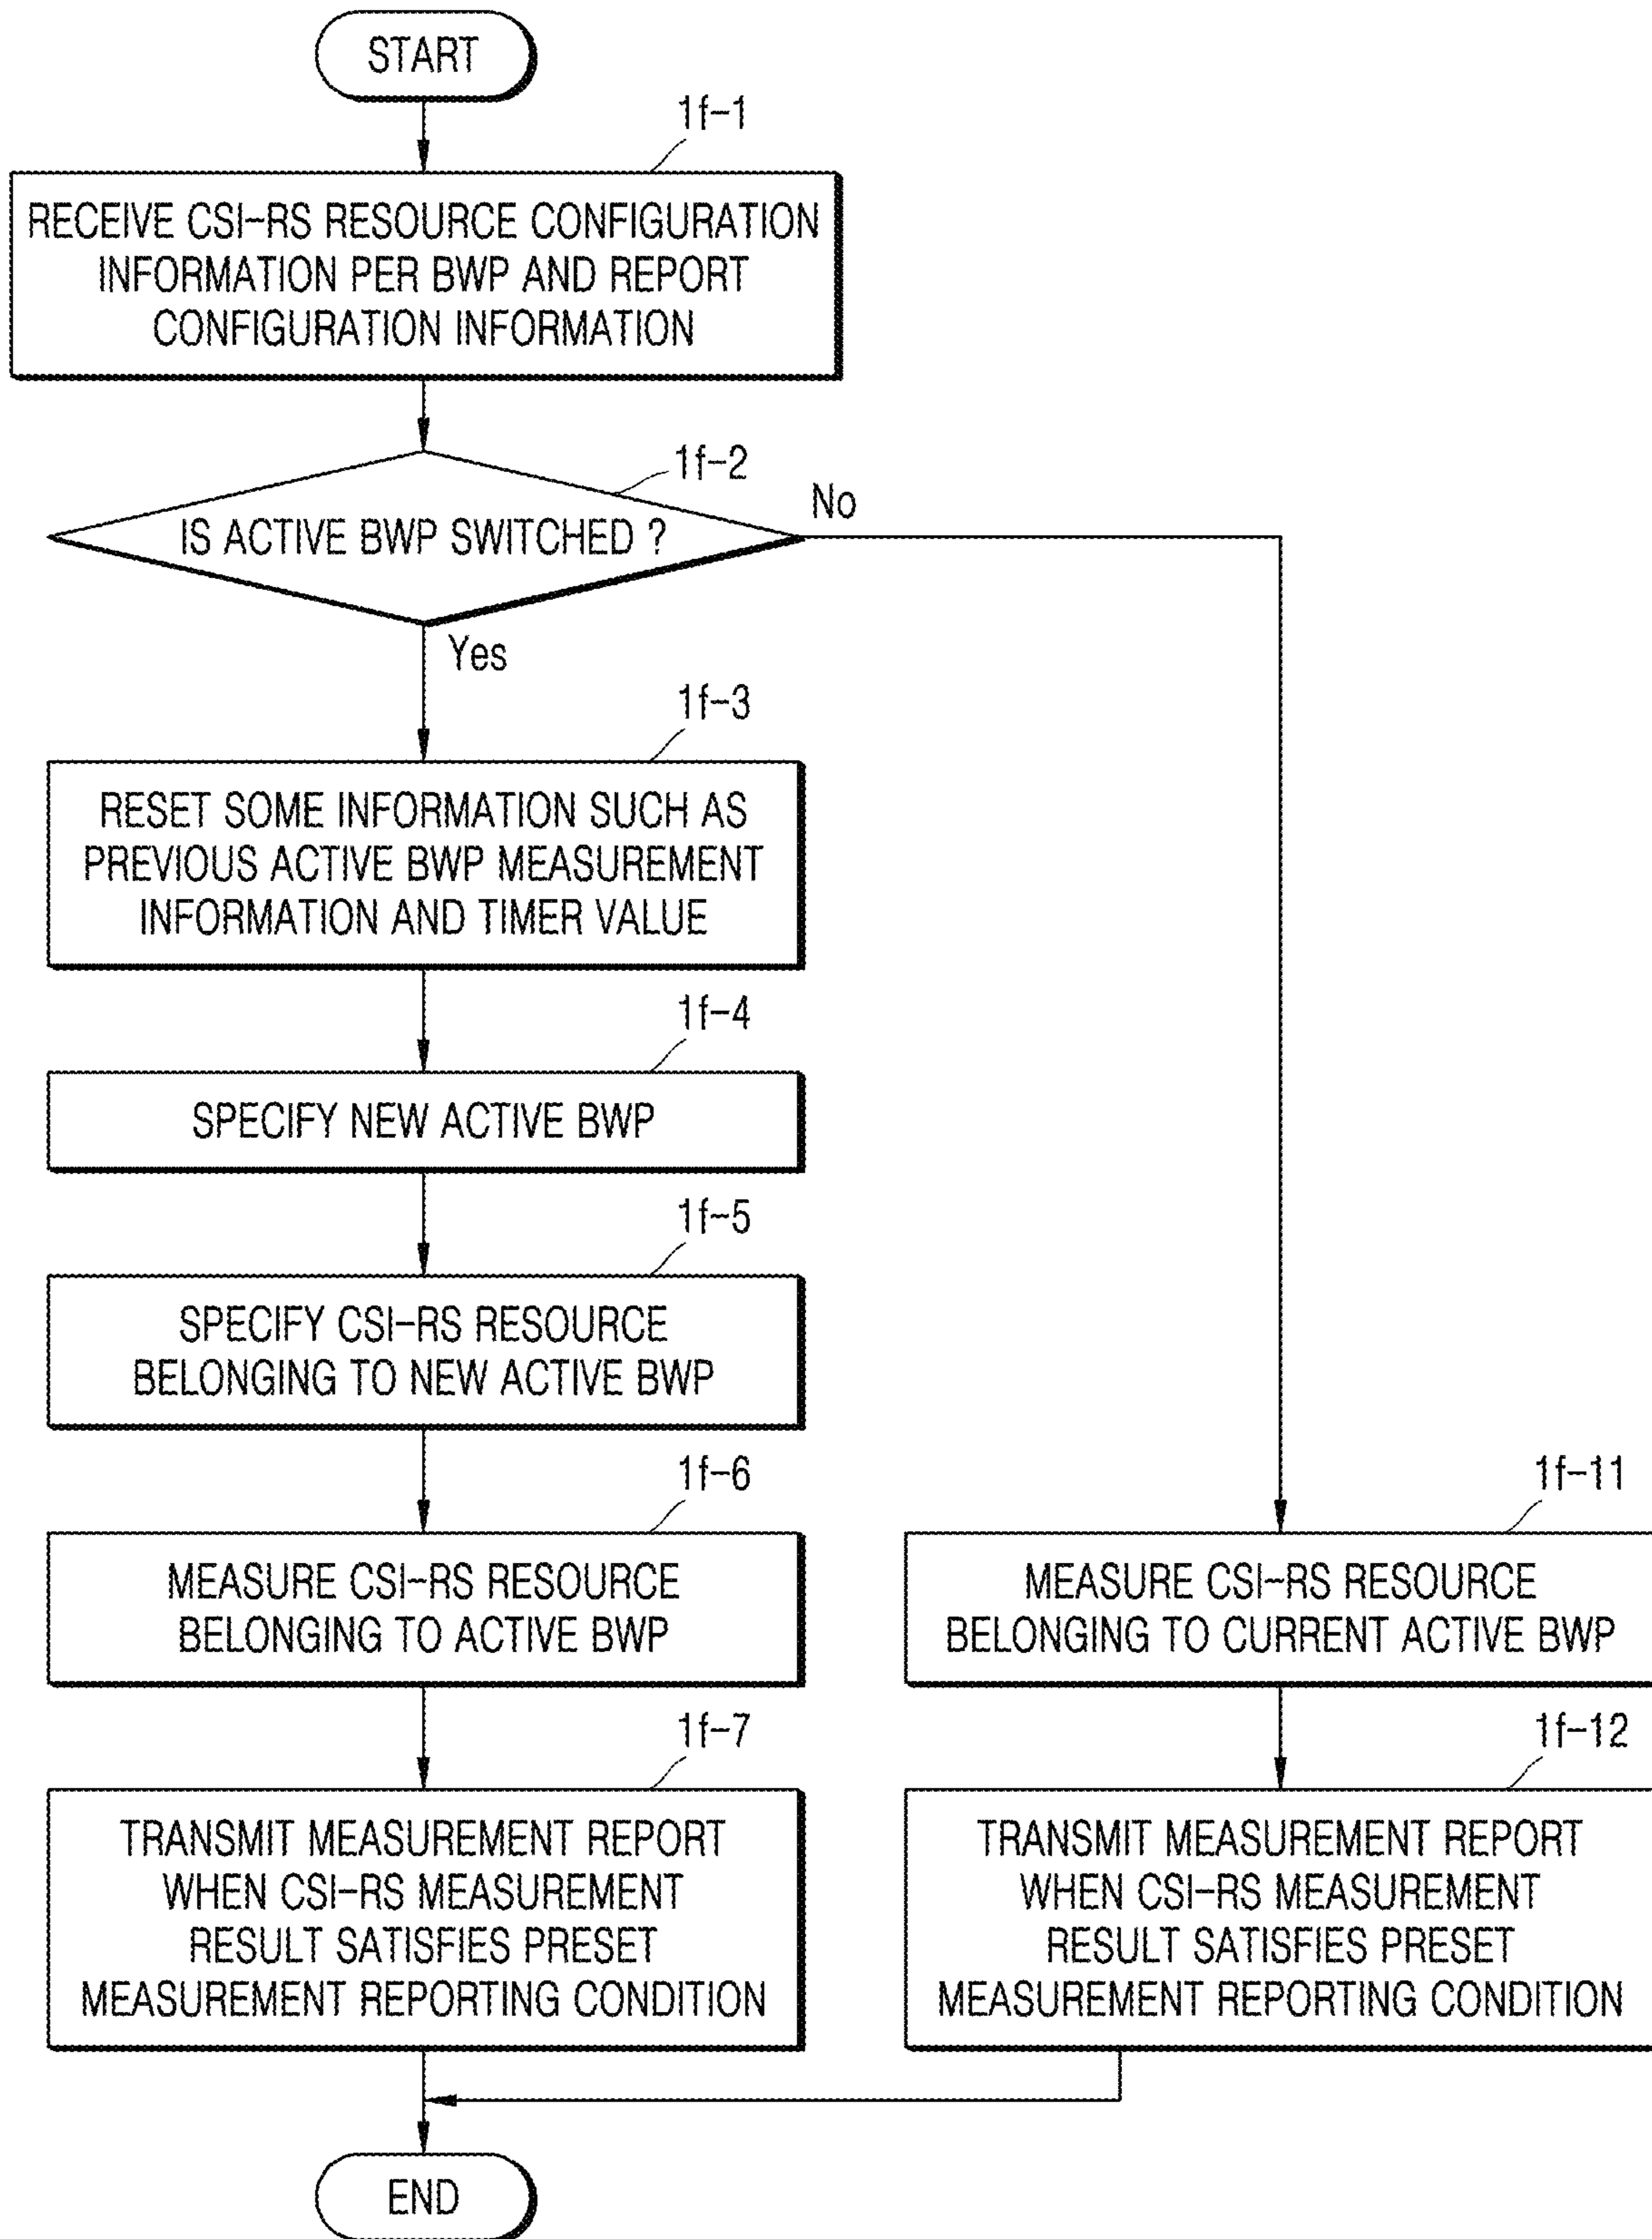 START
1f-1
RECEIVE CSI-RS RESOURCE CONFIGURATION
INFORMATION PER BWP AND REPORT
CONFIGURATION INFORMATION
1f-2
IS ACTIVE BWP SWITCHED ?
No
Yes
1f-3
RESET SOME INFORMATION SUCH AS
PREVIOUS ACTIVE BWP MEASUREMENT
INFORMATION AND TIMER VALUE
1f-4
SPECIFY NEW ACTIVE BWP
1f-5
SPECIFY CSI-RS RESOURCE
BELONGING TO NEW ACTIVE BWP
1f-6
MEASURE CSI-RS RESOURCE
BELONGING TO ACTIVE BWP
1f-11
MEASURE CSI-RS RESOURCE
BELONGING TO CURRENT ACTIVE BWP
1f-7
TRANSMIT MEASUREMENT REPORT
WHEN CSI-RS MEASUREMENT
RESULT SATISFIES PRESET
MEASUREMENT REPORTING CONDITION
1f-12
TRANSMIT MEASUREMENT REPORT
WHEN CSI-RS MEASUREMENT
RESULT SATISFIES PRESET
MEASUREMENT REPORTING CONDITION
END